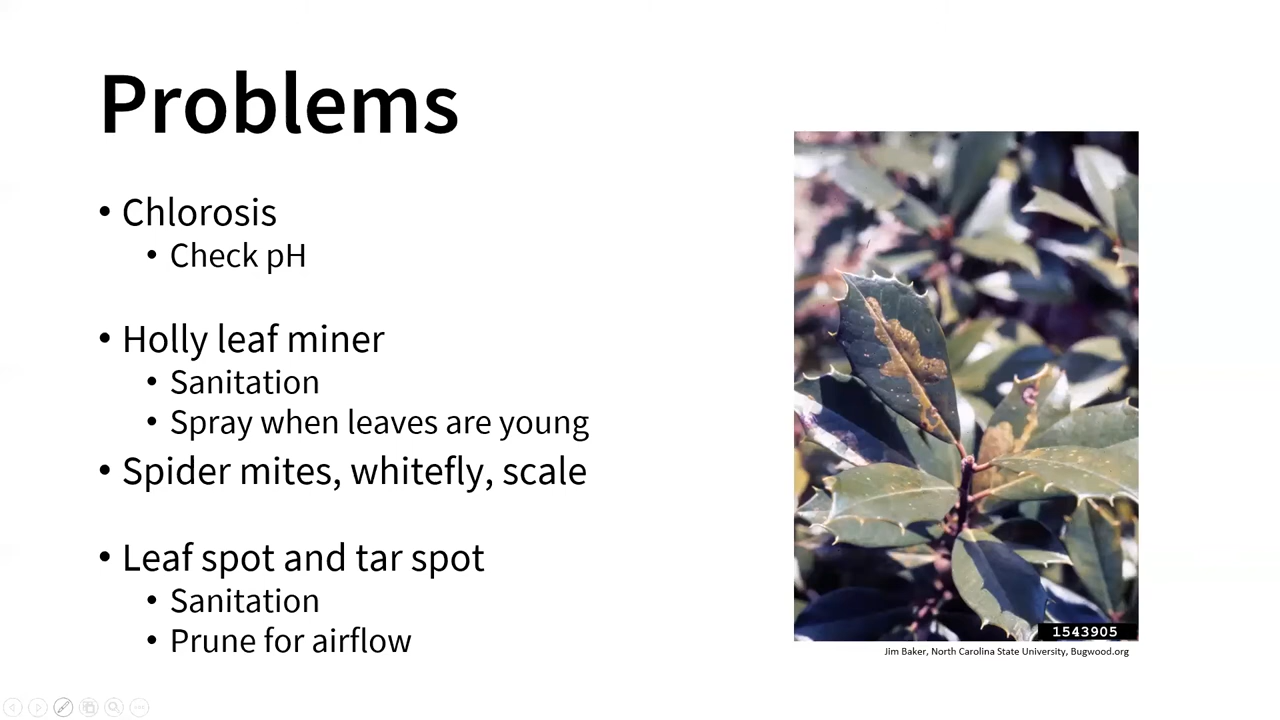 Problems
• Chlorosis
• Check pH
• Holly leaf miner
• Sanitation
• Spray when leaves are young
• Spider mites, whitefly, scale
• Leaf spot and tar spot
• Sanitation
• Prune for airflow
1543905
Jim Baker, North Carolina State University, Bugwood.org